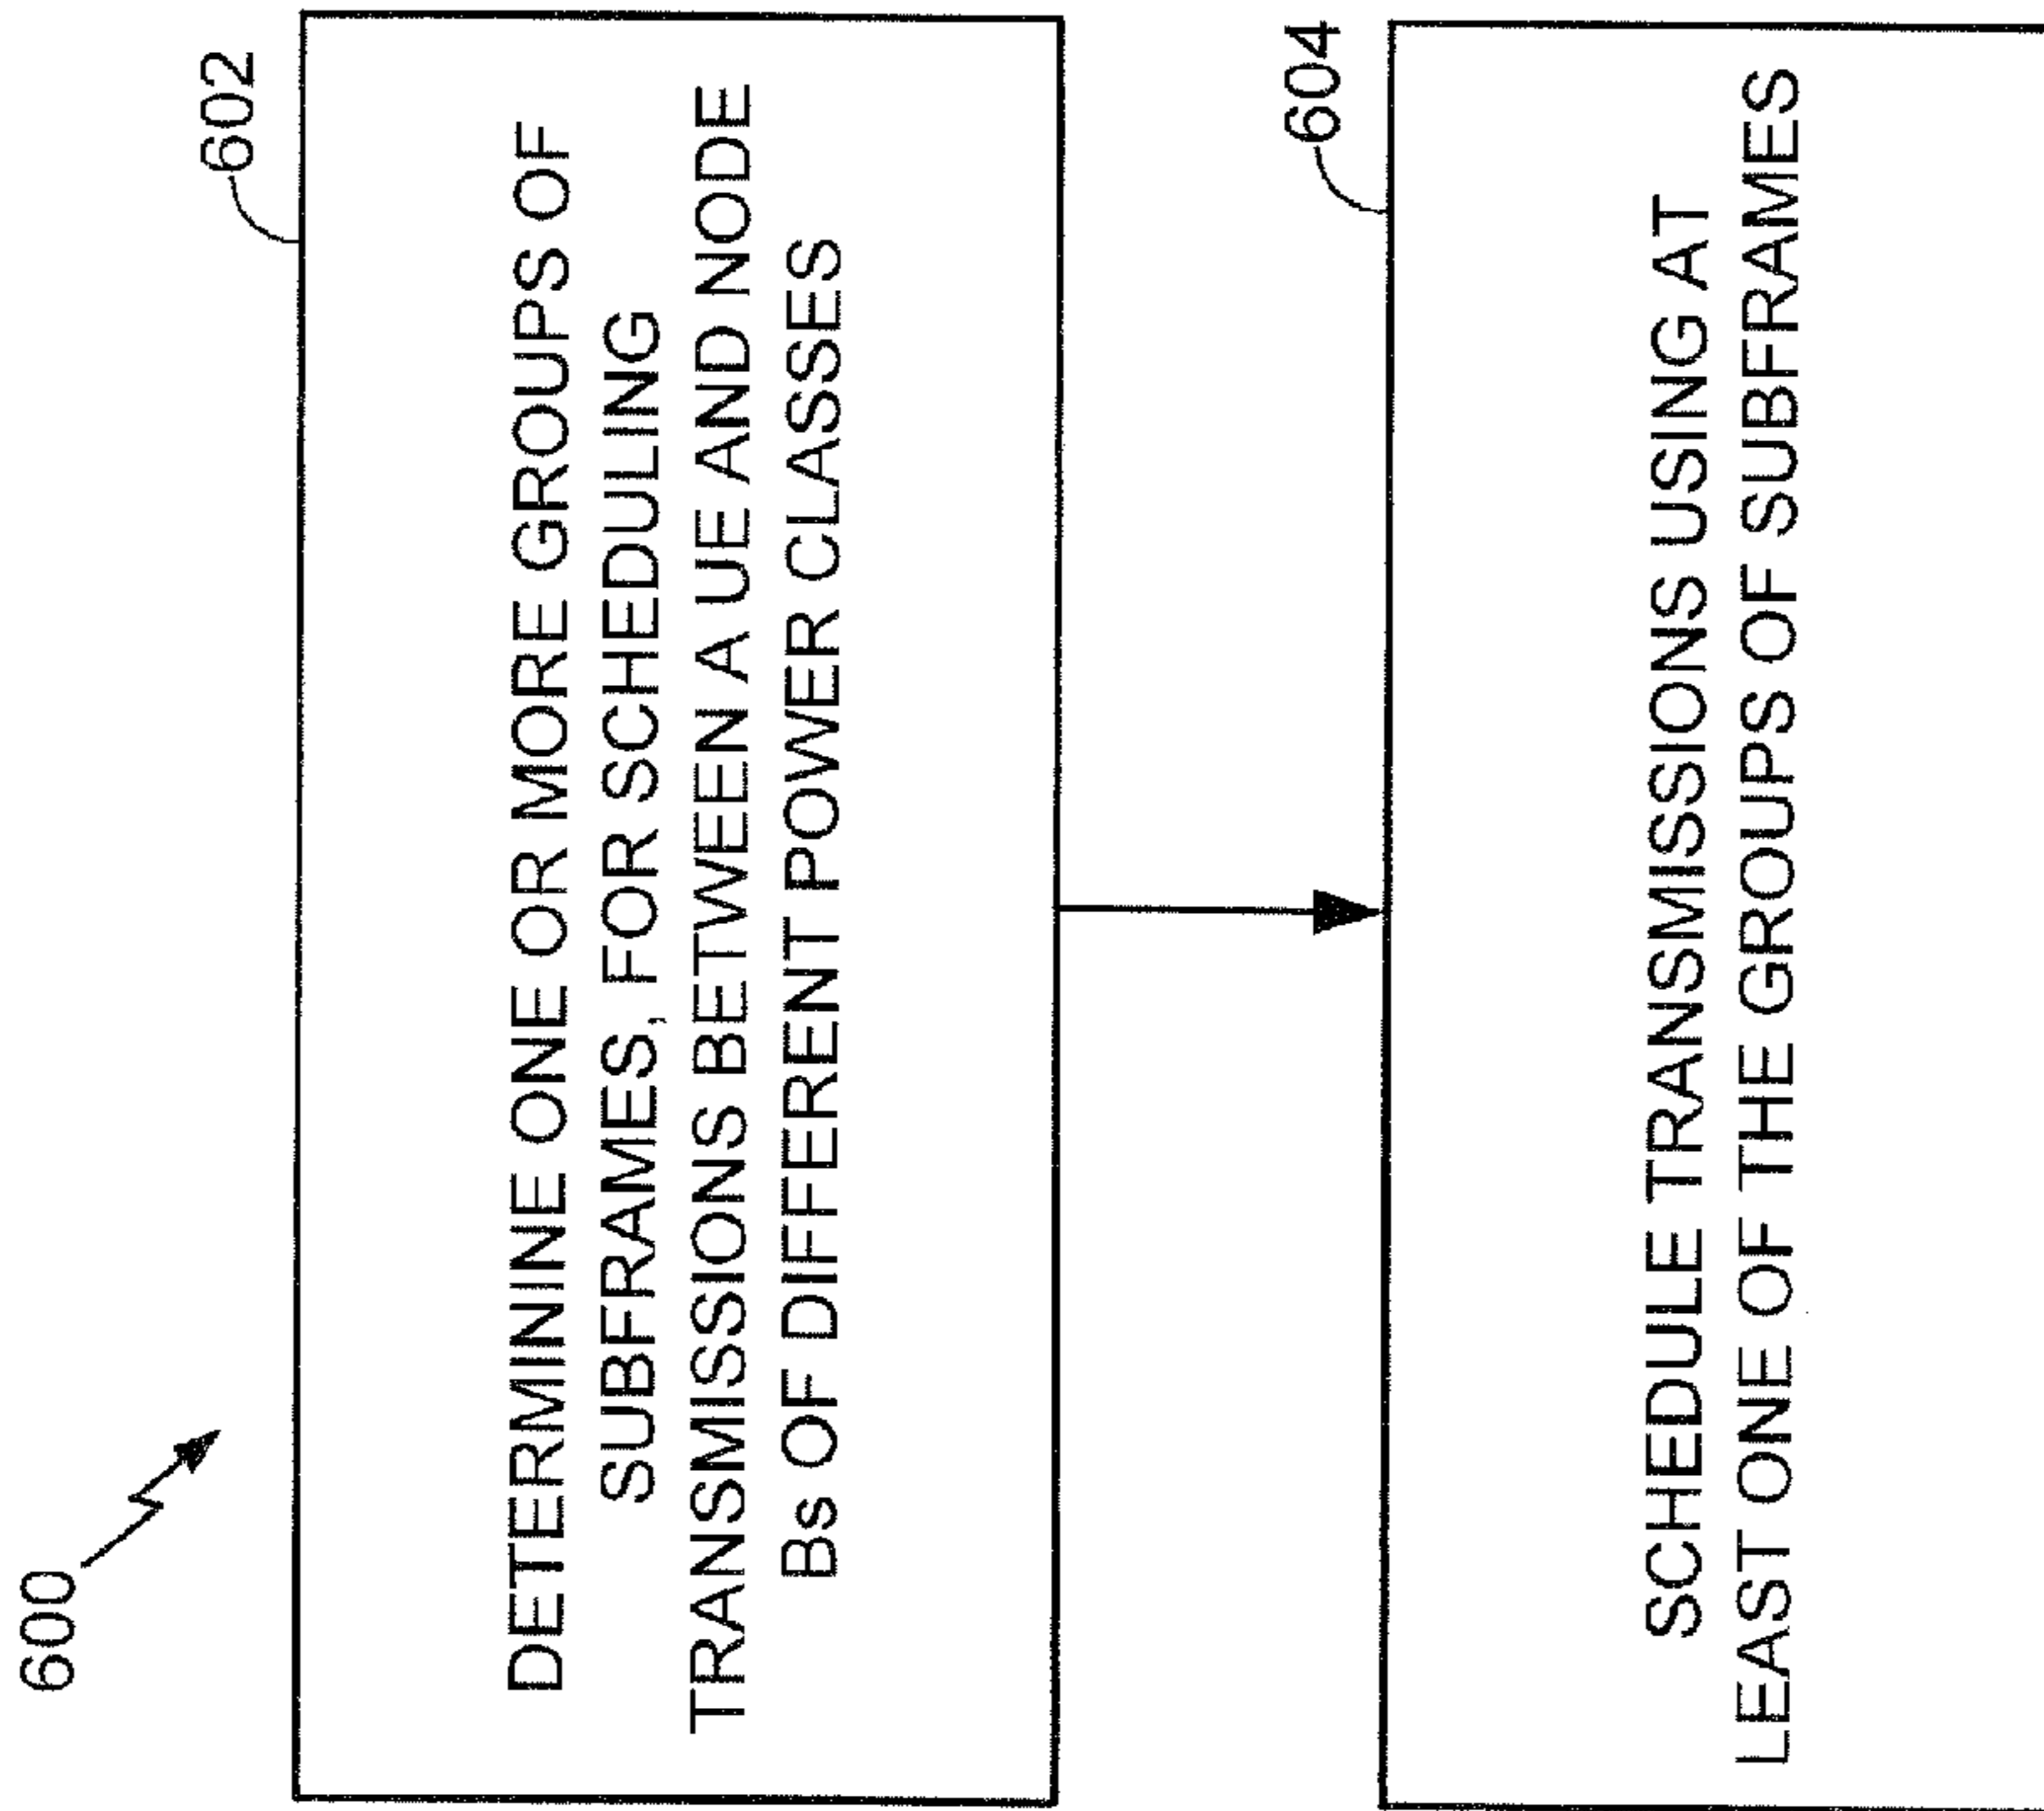 600
602
DETERMININE ONE OR MORE GROUPS OF
SUBFRAMES, FOR SCHEDULING
TRANSMISSIONS BETWEEN A UE AND NODE
Bs OF DIFFERENT POWER CLASSES
604
SCHEDULE TRANSMISSIONS USING AT
LEAST ONE OF THE GROUPS OF SUBFRAMES